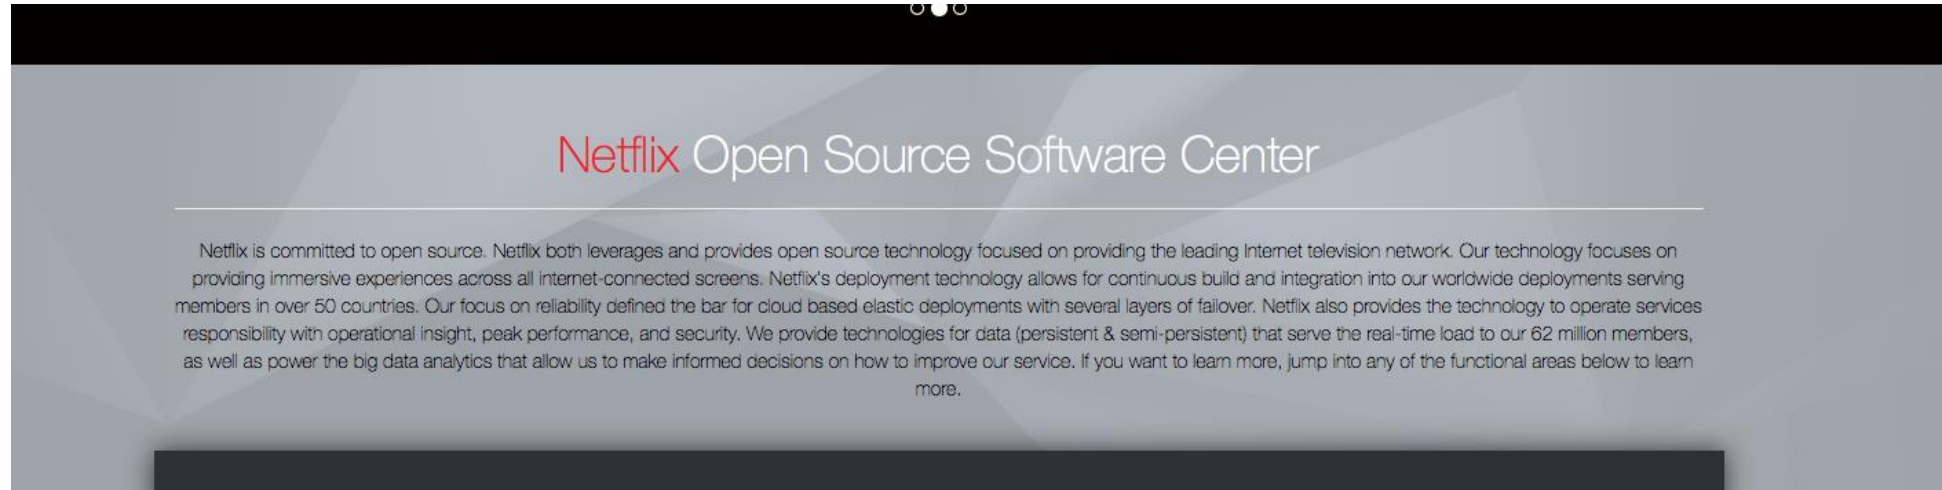 Netflix Open Source Software Center
Netflix is committed to open source. Netflix both leverages and provides open source technology focused on providing the leading Internet television network. Our technology focuses on
providing immersive experiences across all internet-connected screens. Netflix's deployment technology allows for continuous build and integration into our worldwide deployments serving
members in over 50 countries. Our focus on reliability defined the bar for cloud based elastic deployments with several layers of failover. Netflix also provides the technology to operate services
responsibility with operational insight, peak performance, and security. We provide technologies for data (persistent & semi-persistent) that serve the real-time load to our 62 million members,
as well as power the big data analytics that allow us to make informed decisions on how to improve our service. If you want to learn more, jump into any of the functional areas below to learn
more.